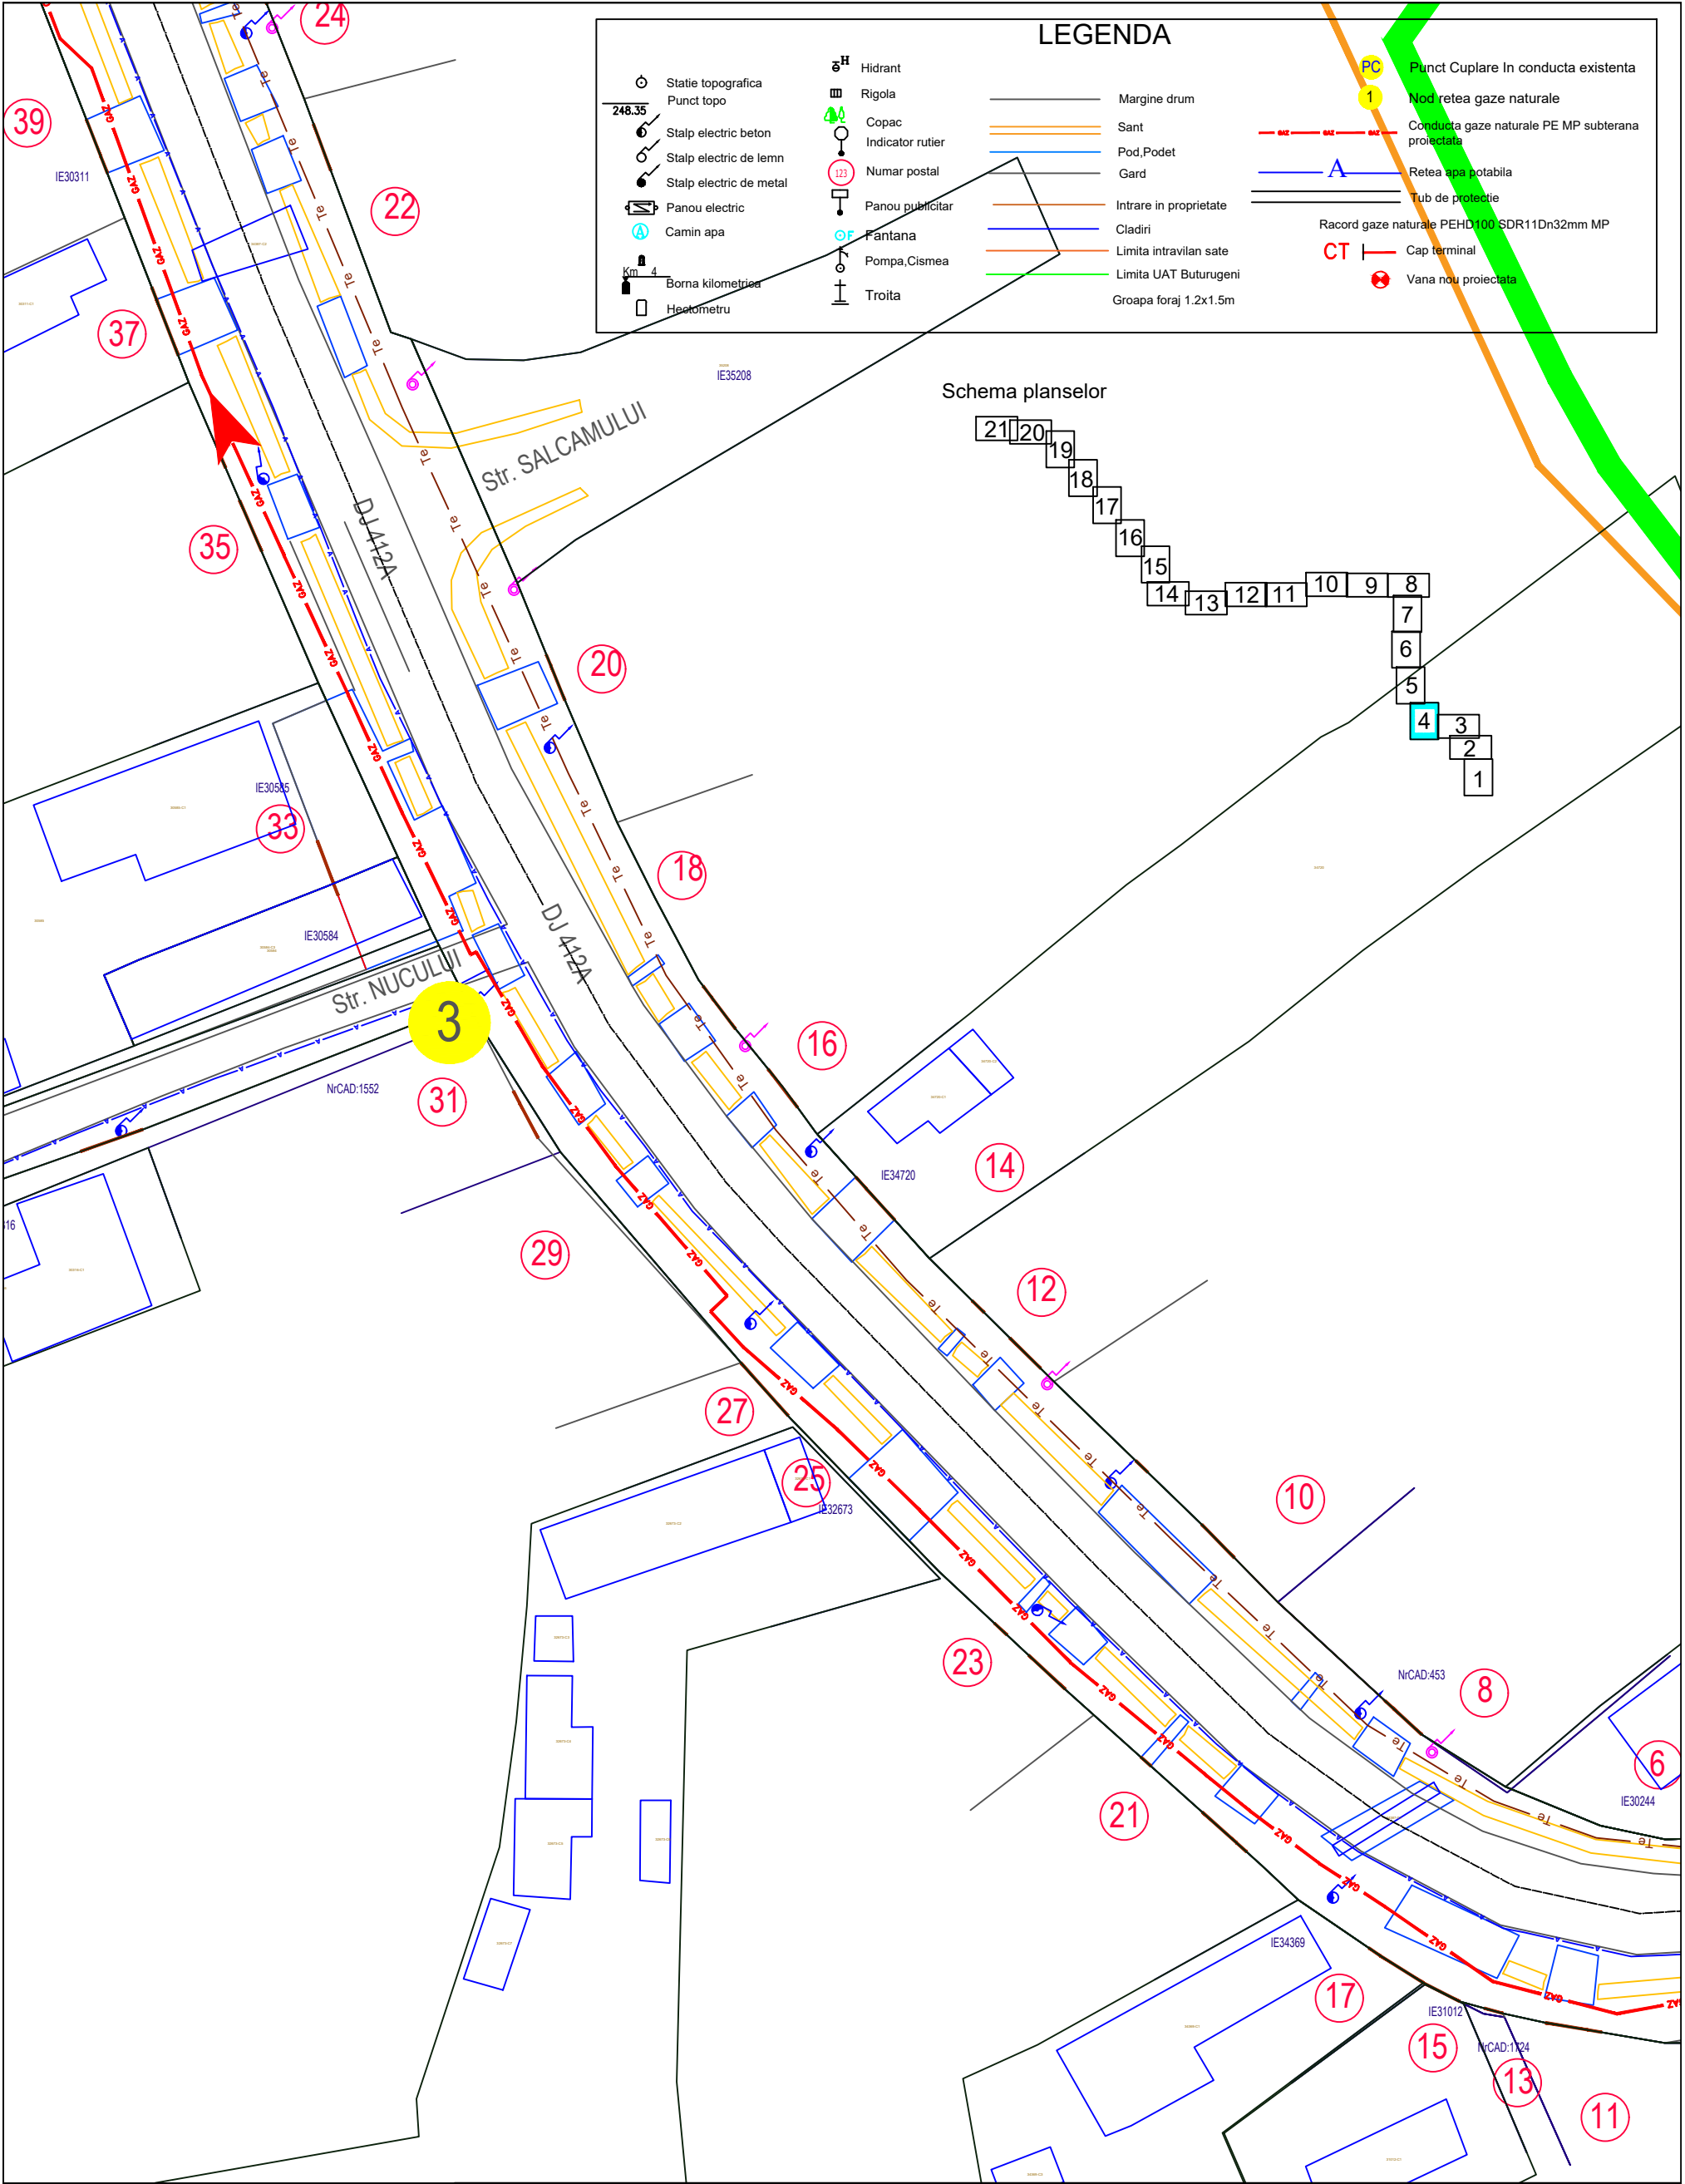 LEGENDA
Statie topografica
248.35
Punct topo
Stalp electric beton
Stalp electric de lemn
Stalp electric de metal
Panou electric
A
Camin apa
Km 4
Borna kilometrica
Hectometru
H
Hidrant
Rigola
Copac
Indicator rutier
123
Numar postal
Panou publicitar
F
Fantana
Pompa,Cismea
Troita
Margine drum
Sant
Pod,Podet
Gard
Intrare in proprietate
Cladiri
Limita intravilan sate
Limita UAT Buturugeni
Groapa foraj 1.2x1.5m
PC
Punct Cuplare In conducta existenta
1
Nod retea gaze naturale
GAZ GAZ GAZ
Conducta gaze naturale PE MP subterana
proiectata
A
Retea apa potabila
Tub de protectie
Racord gaze naturale PEHD100 SDR11Dn32mm MP
CT
Cap terminal
Vana nou proiectata
Schema planselor
21
20
19
18
17
16
15
14
13
12
11
10
9
8
7
6
5
4
3
2
1
24
39
IE30311
22
37
IE35208
Str. SALCAMULUI
DJ 412A
35
20
IE30585
33
18
IE30584
DJ 412A
Str. NUCULUI
3
16
NrCAD:1552
31
14
IE34720
29
12
27
25
IE32673
10
23
NrCAD:453
8
6
IE30244
21
IE34369
17
IE31012
15
NrCAD:1724
13
11
GAZ
Te